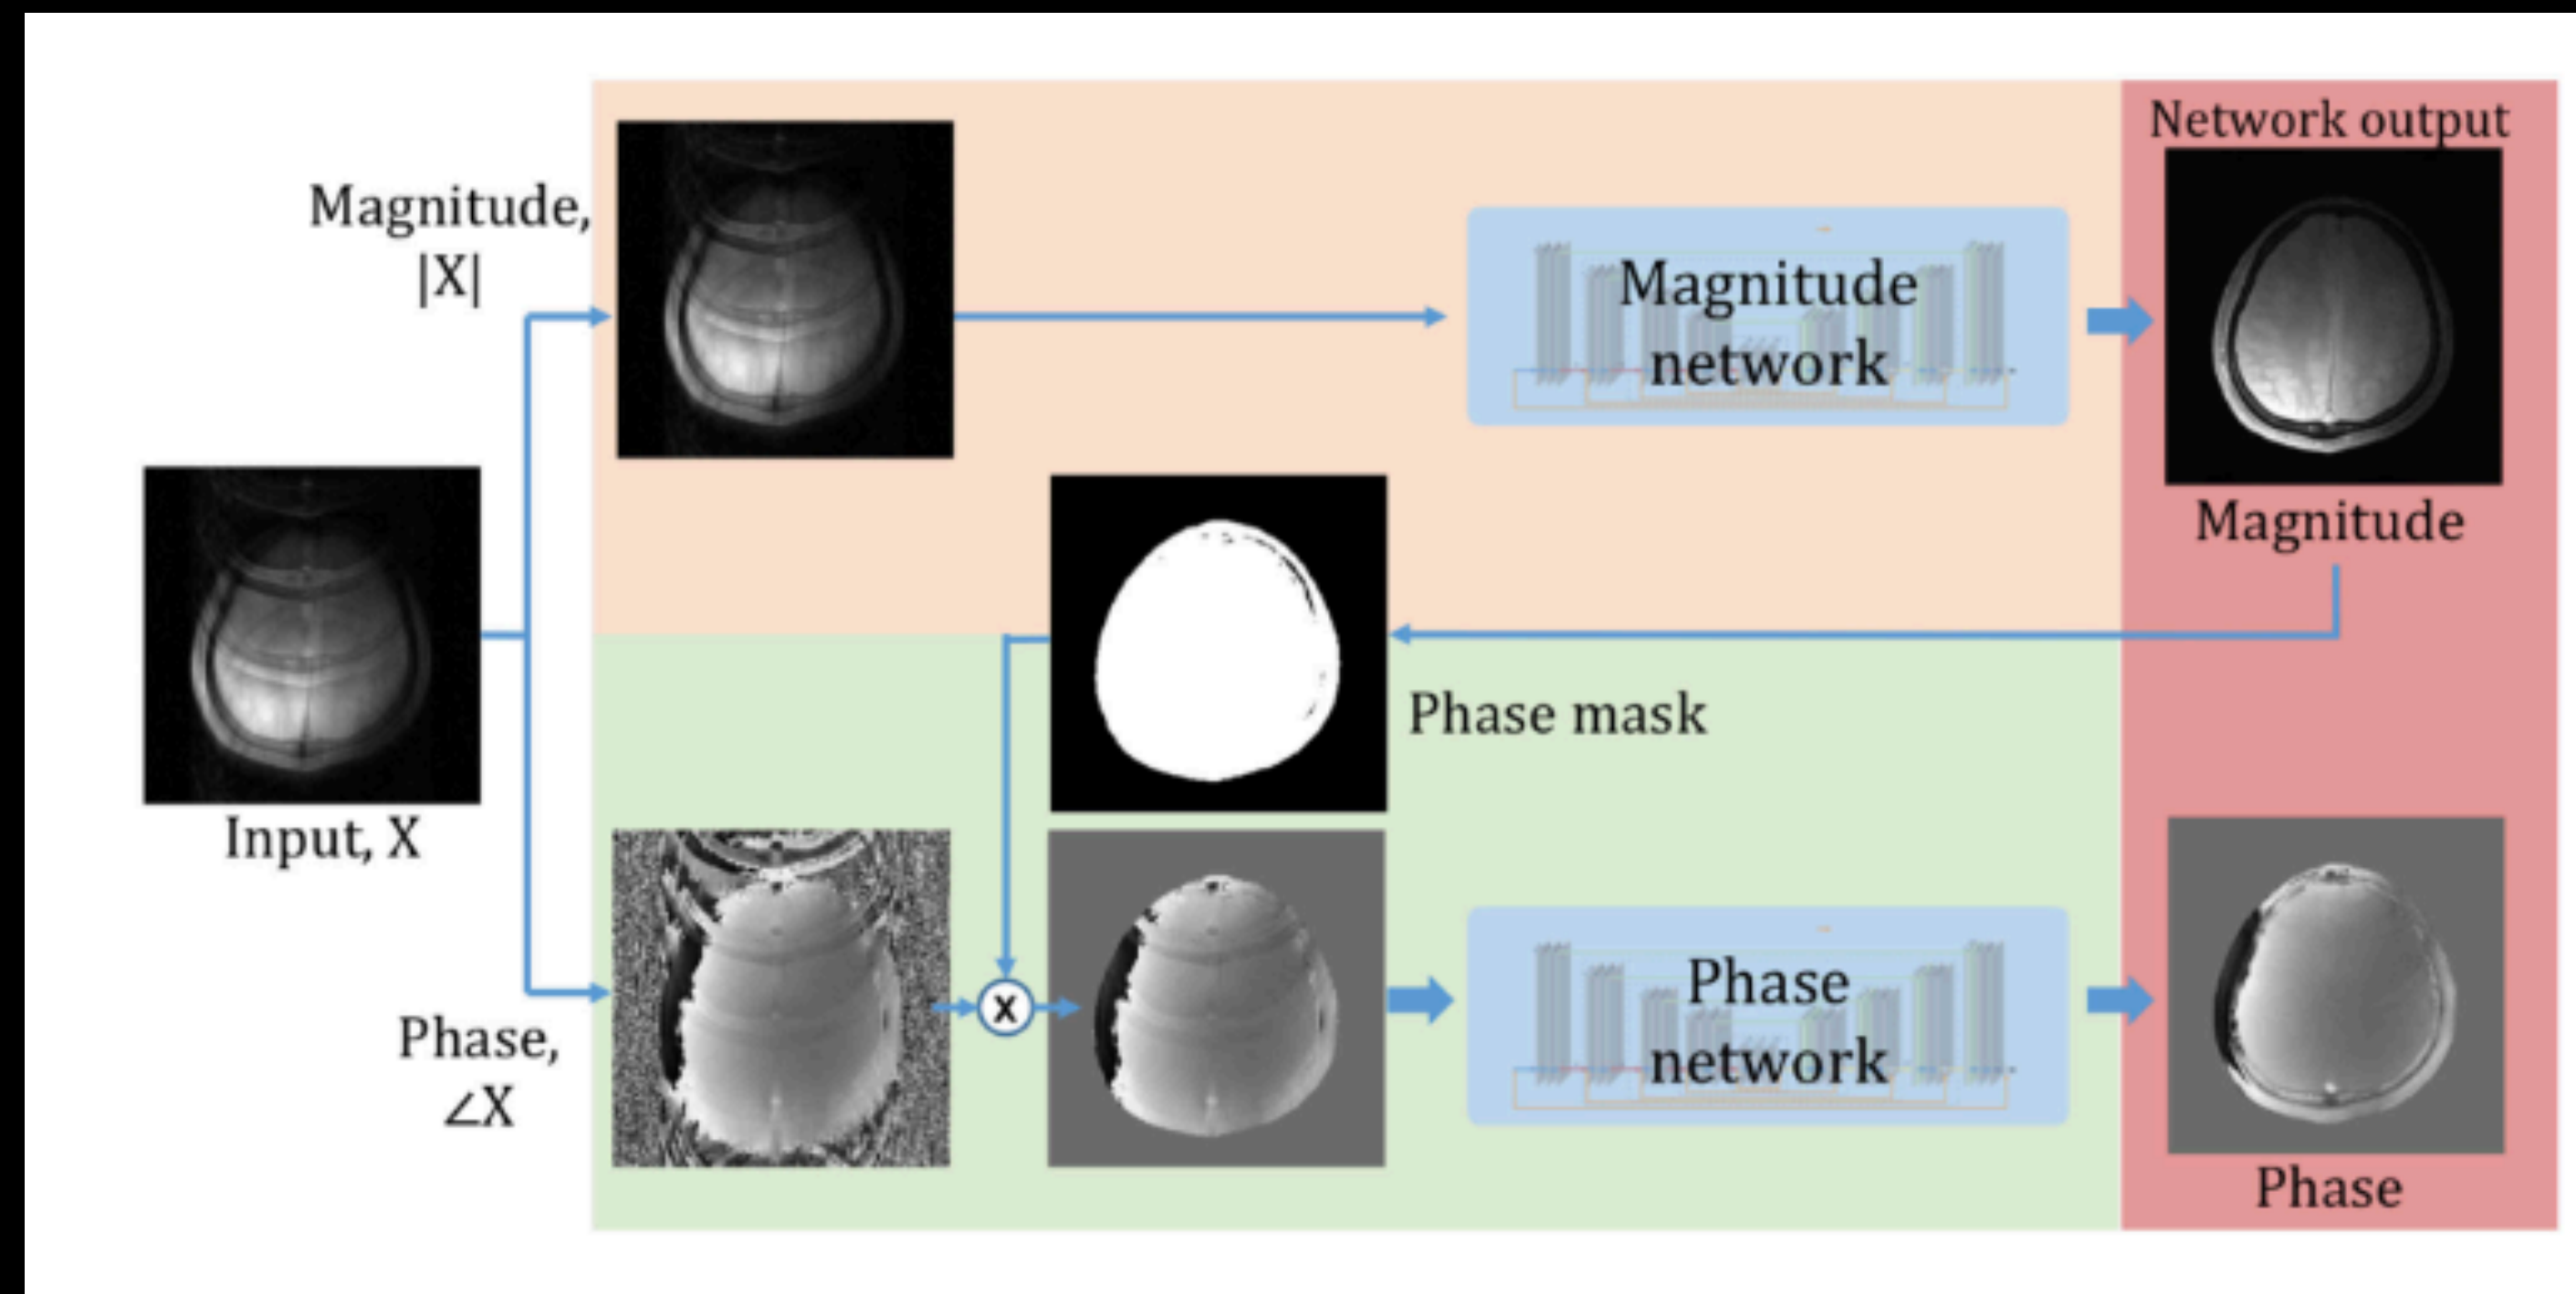 Network output
Magnitude,
|X|
Magnitude
network
Magnitude
Phase mask
Input, X
X
Phase
network
Phase,
∠X
Phase